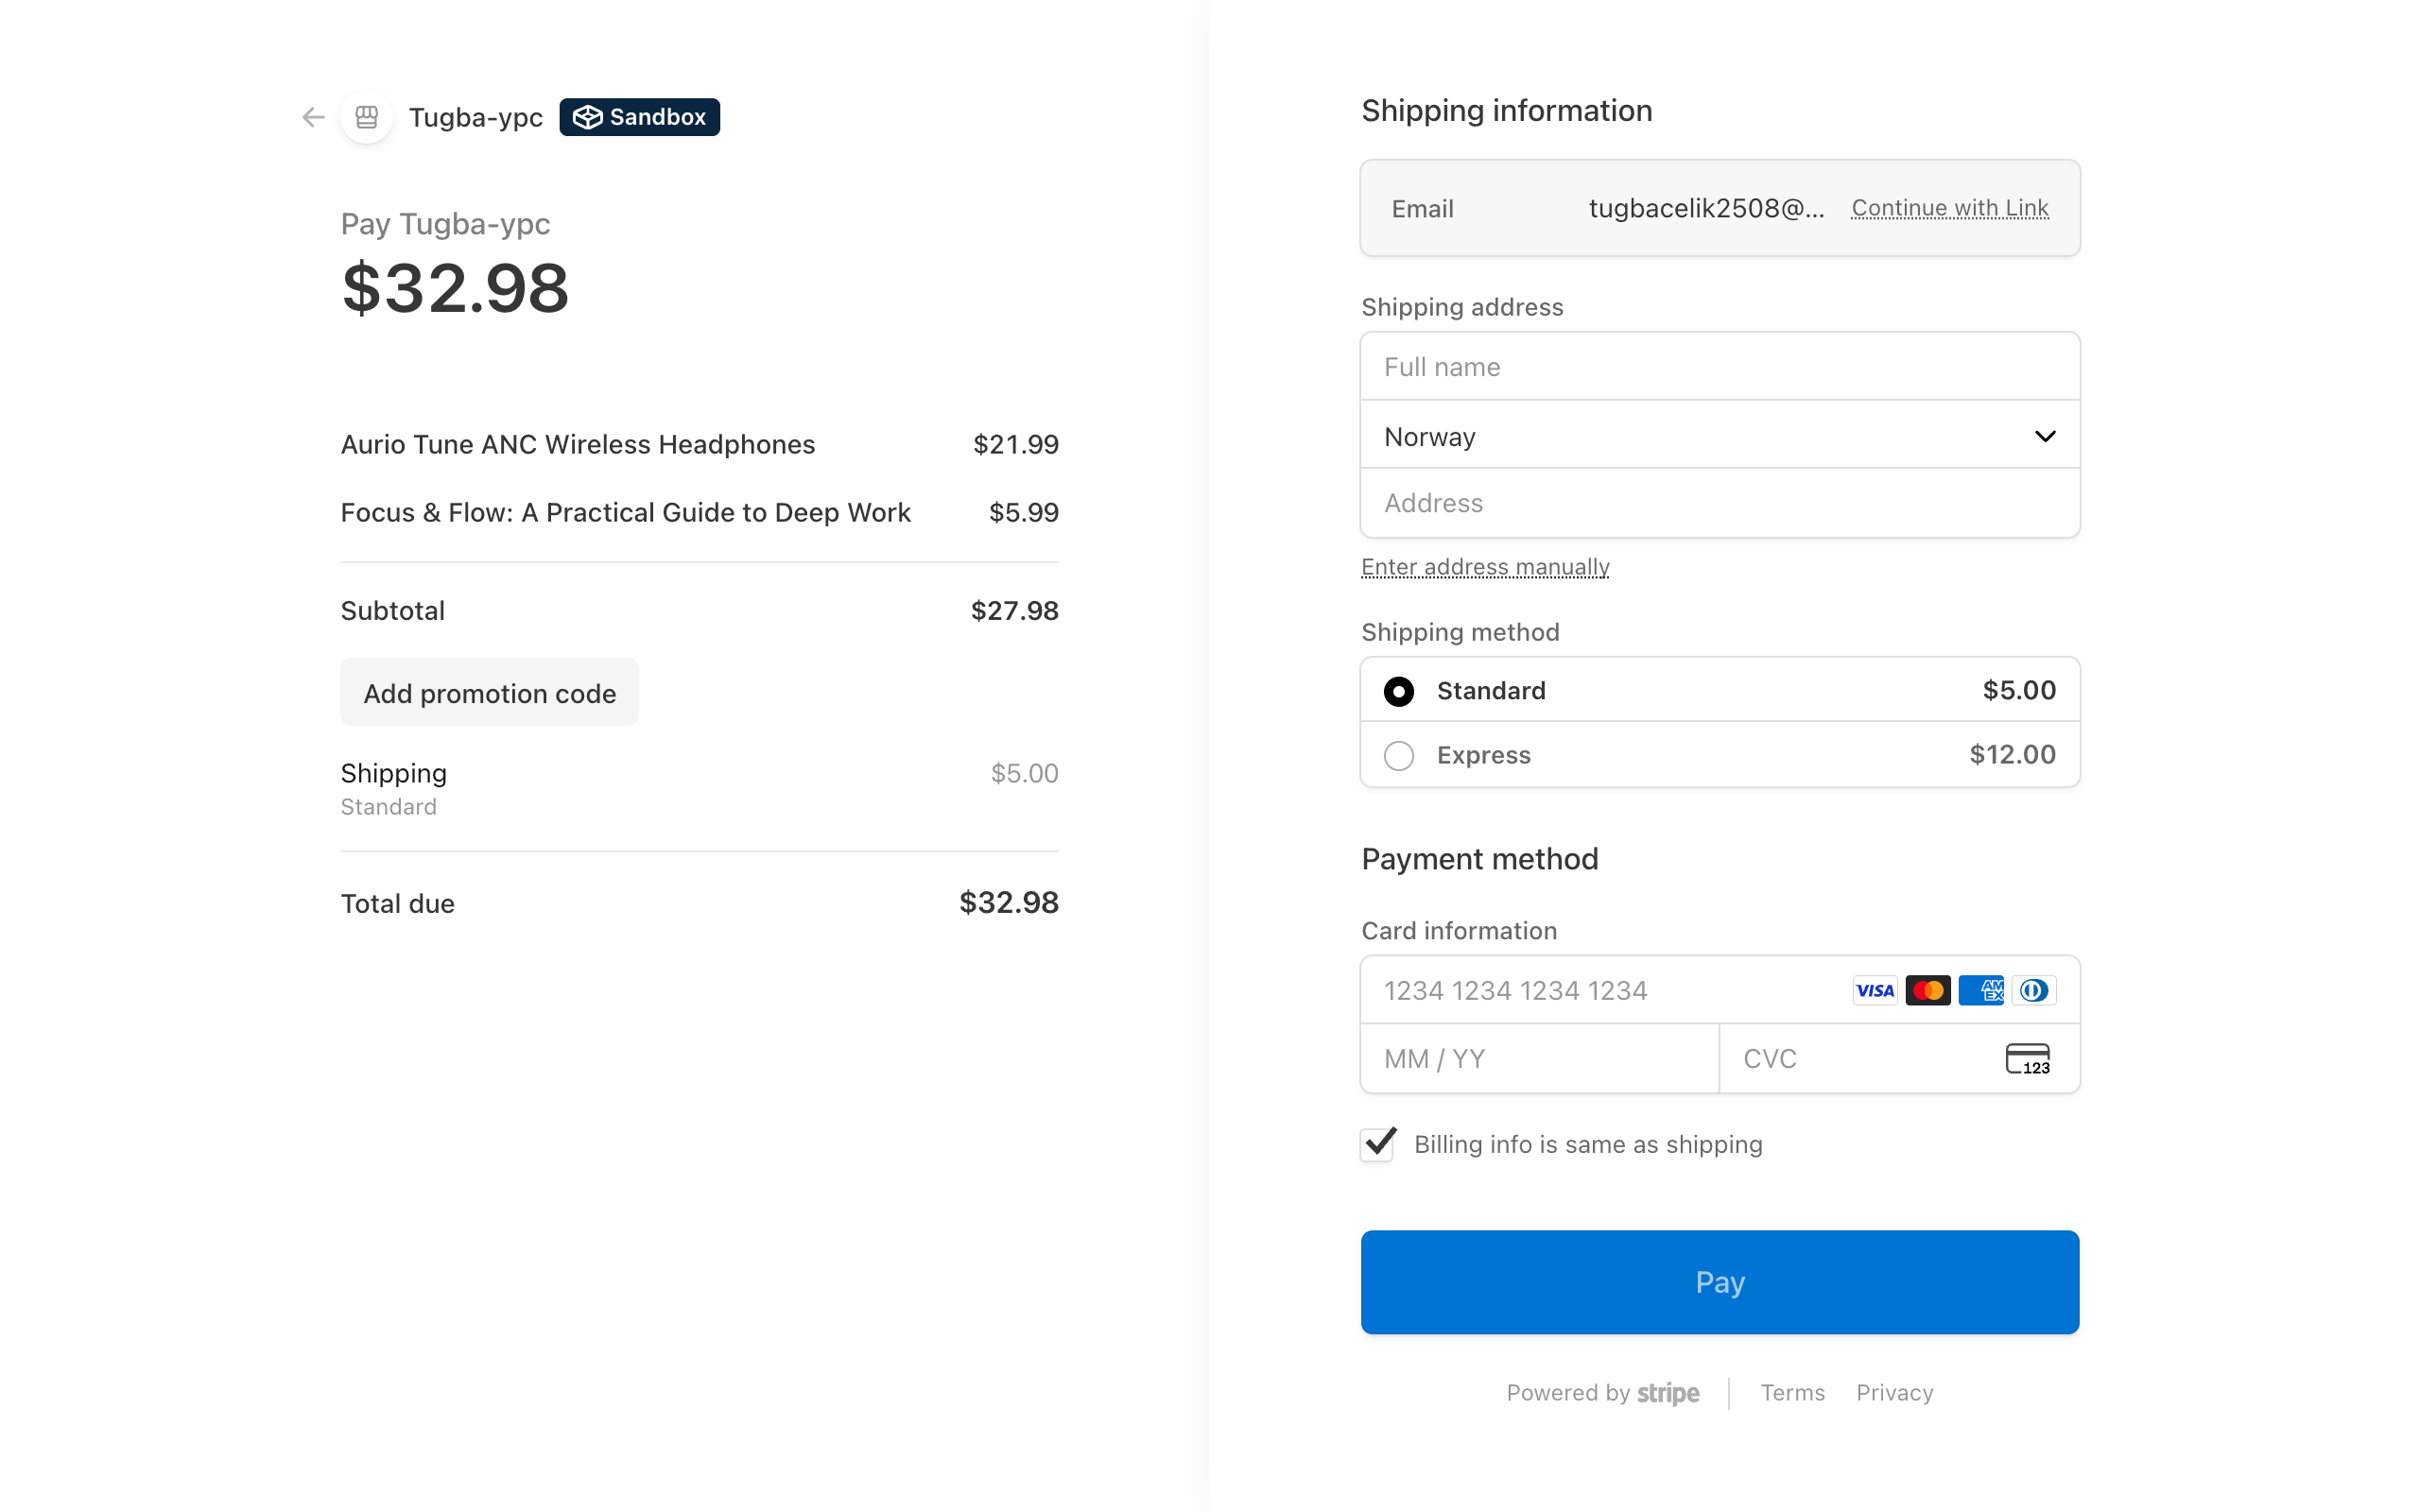 Tugba-ypc Sandbox
Pay Tugba-ypc
$32.98
Aurio Tune ANC Wireless Headphones $21.99
Focus & Flow: A Practical Guide to Deep Work $5.99
Subtotal $27.98
Add promotion code
Shipping $5.00
Standard
Total due $32.98
Shipping information
Email tugbacelik2508@... Continue with Link
Shipping address
Full name
Norway
Address
Enter address manually
Shipping method
Standard $5.00
Express $12.00
Payment method
Card information
1234 1234 1234 1234 VISA AMEX
MM / YY CVC 123
Billing info is same as shipping
Pay
Powered by stripe Terms Privacy